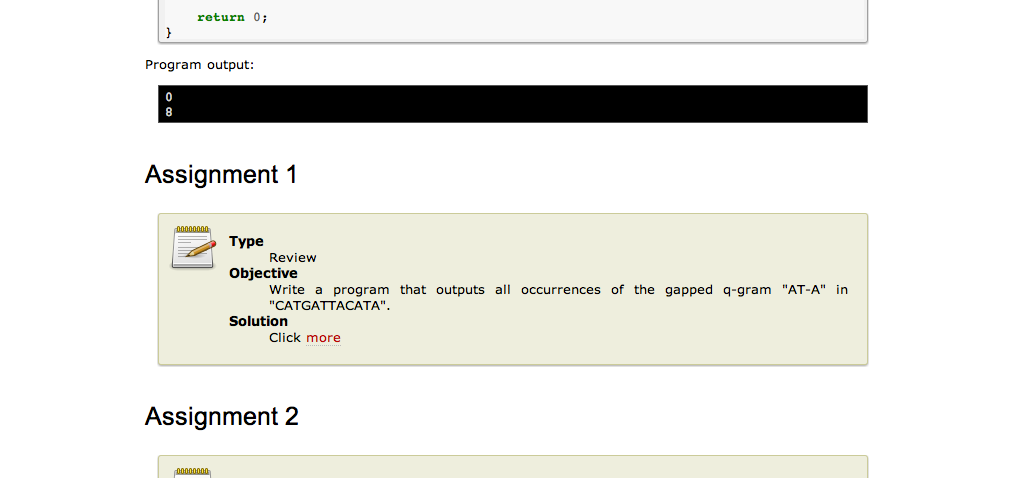 return 0;
}
Program output:
0
8
Assignment 1
Type
Review
Objective
Write a program that outputs all occurrences of the gapped q-gram "AT-A" in
"CATGATTACATA".
Solution
Click more
Assignment 2